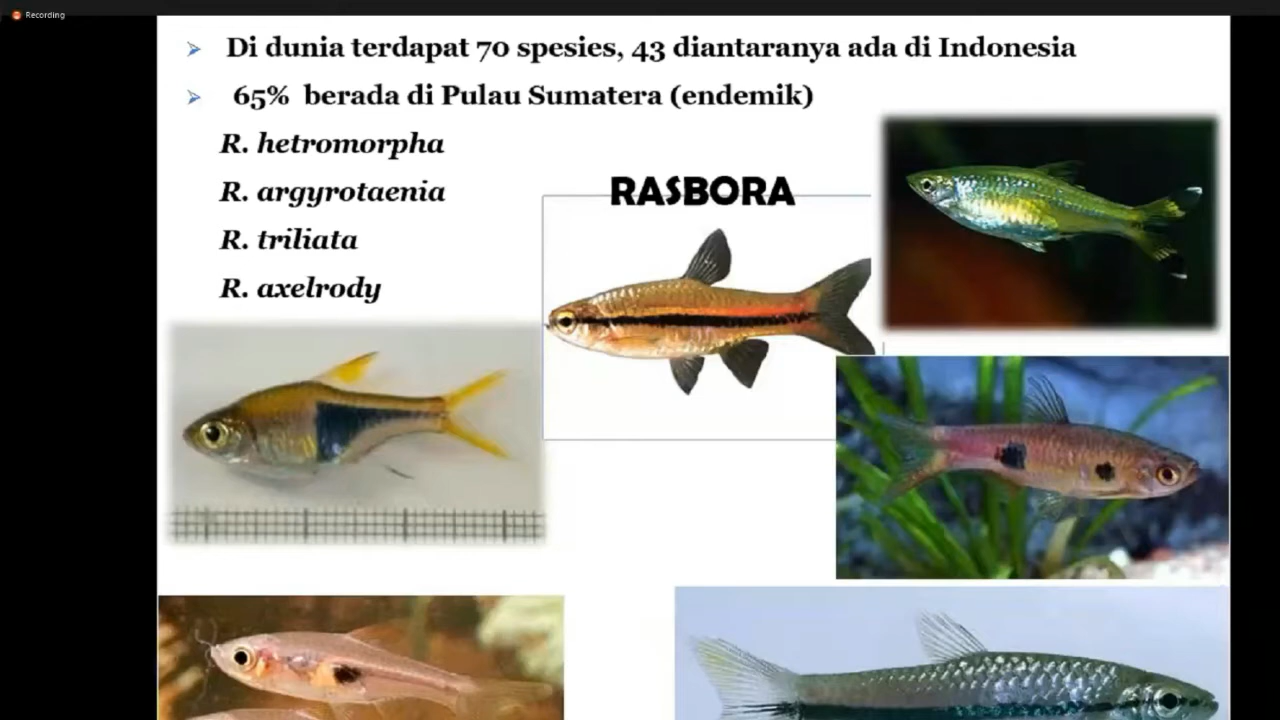 Recording
Di dunia terdapat 70 spesies, 43 diantaranya ada di Indonesia
65% berada di Pulau Sumatera (endemik)
R. hetromorpha
R. argyrotaenia
R. triliata
R. axelrody
RASBORA